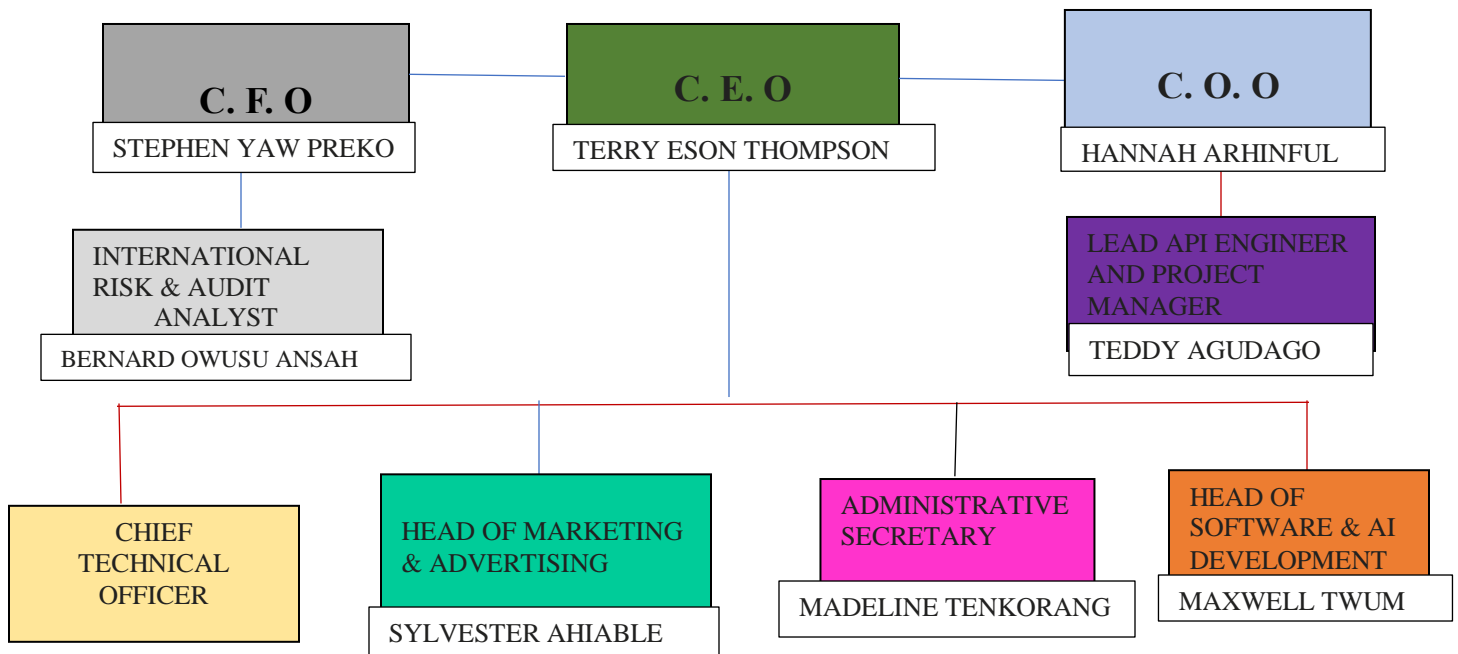 C. F. O
STEPHEN YAW PREKO
C. E. O
TERRY ESON THOMPSON
C. O. O
HANNAH ARHINFUL
INTERNATIONAL
RISK & AUDIT
ANALYST
BERNARD OWUSU ANSAH
LEAD API ENGINEER
AND PROJECT
MANAGER
TEDDY AGUDAGO
CHIEF
TECHNICAL
OFFICER
HEAD OF MARKETING
& ADVERTISING
SYLVESTER AHIABLE
ADMINISTRATIVE
SECRETARY
MADELINE TENKORANG
HEAD OF
SOFTWARE & AI
DEVELOPMENT
MAXWELL TWUM